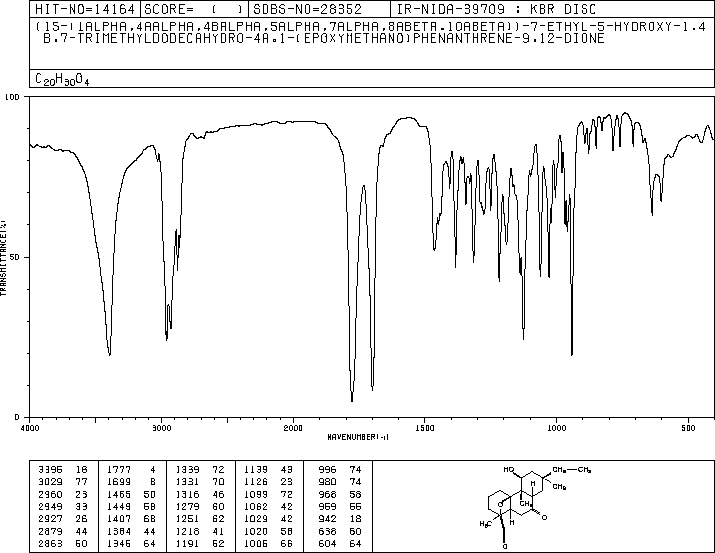 HIT-NO=14164 SCORE= ( ) SDBS-NO=28352 IR-NIDA-39709 : KBR DISC
(1S-(1ALPHA,4AALPHA,4BALPHA,5ALPHA,7ALPHA,8ABETA,10ABETA))-7-ETHYL-5-HYDROXY-1,4
B,7-TRIMETHYLDODECAHYDRO-4A,1-(EPOXYMETHANO)PHENANTHRENE-9,12-DIONE
C20H30O4
100
50
0
TRANSMITTANCE(%)
4000 3000 2000 1500 1000 500
WAVENUMBER(-1)
3395 18 1777 4 1339 72 1139 43 996 74
3029 77 1699 8 1331 70 1126 23 980 74
2960 23 1465 50 1316 46 1099 72 968 58
2949 33 1449 58 1279 60 1062 42 959 55
2927 26 1407 68 1251 62 1029 42 942 18
2879 44 1384 44 1218 41 1020 58 638 60
2863 50 1345 64 1191 52 1006 66 604 64
HO CH2—CH3
H CH3
O CH3
H3C H O
O